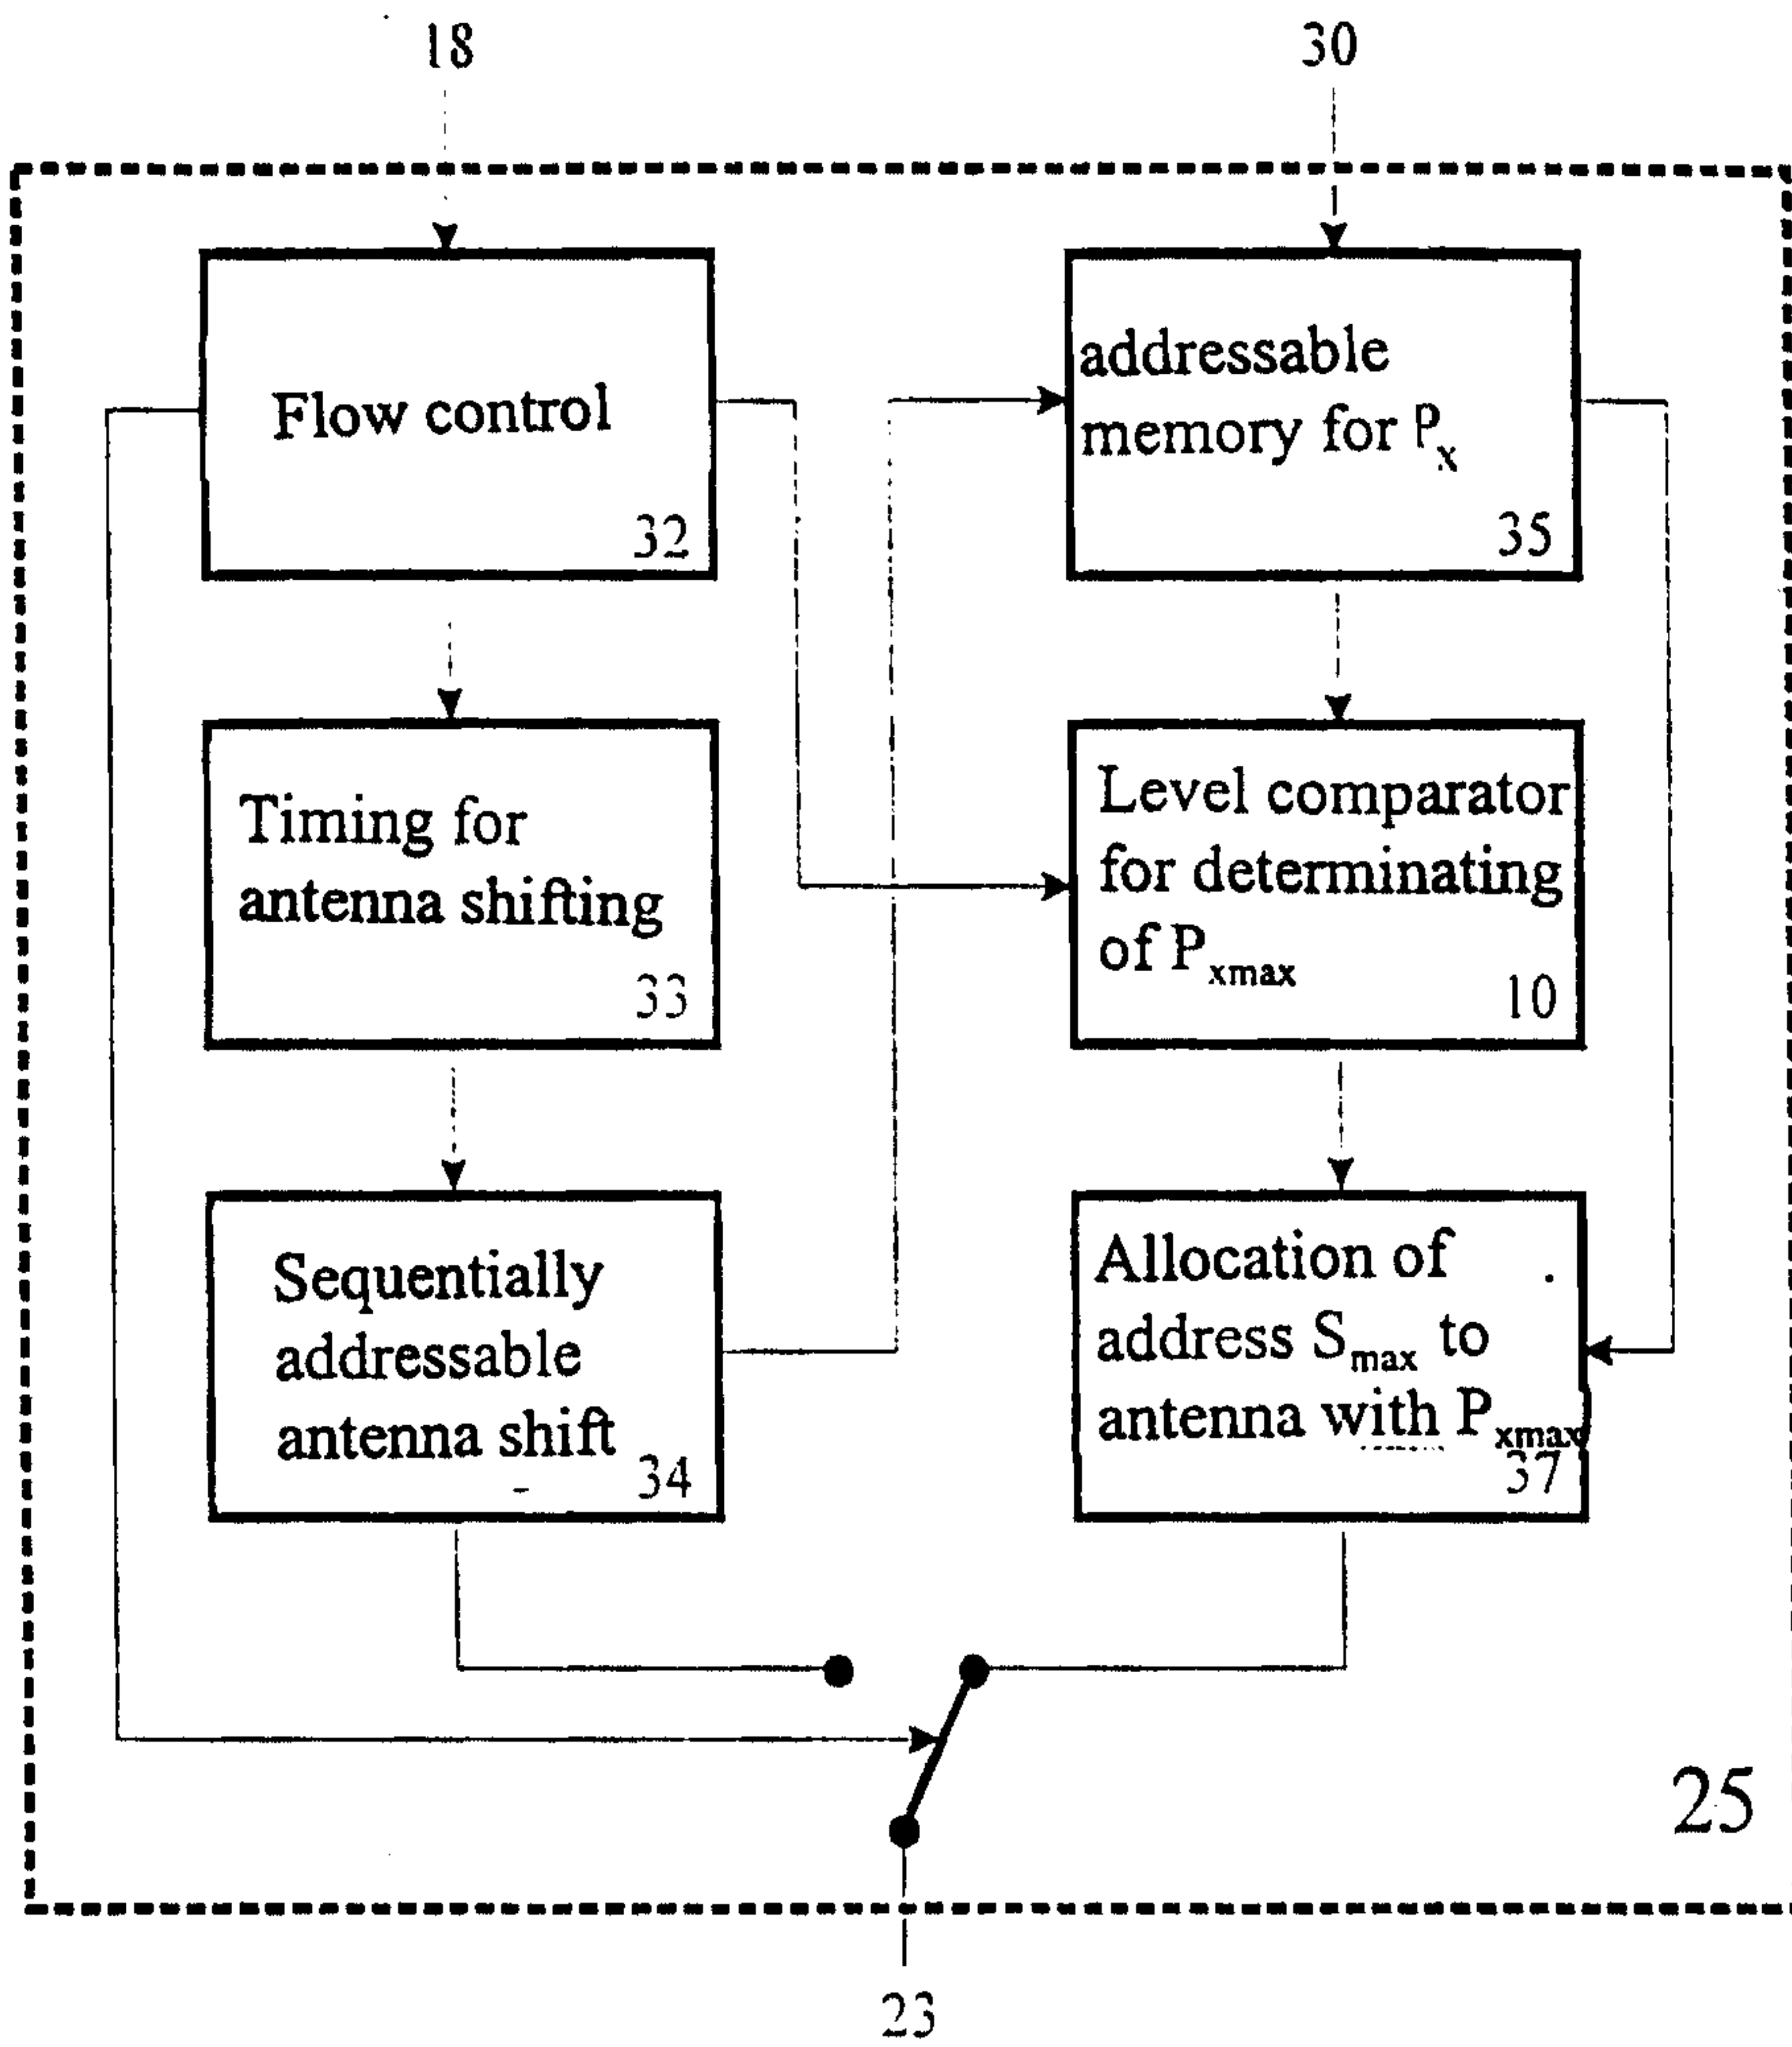 18
30
Flow control
32
addressable
memory for Px
35
Timing for
antenna shifting
33
Level comparator
for determinating
of Pxmax
10
Sequentially
addressable
antenna shift
34
Allocation of
address Smax to
antenna with Pxmax
37
25
23